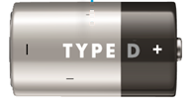 TYPE D +